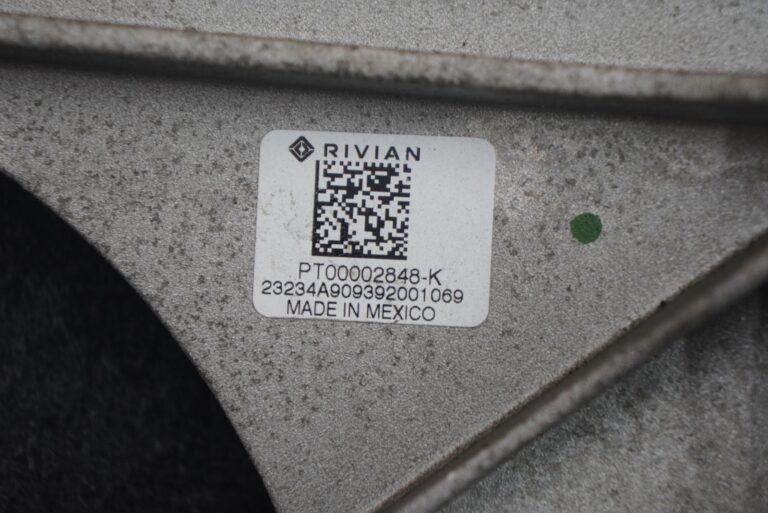 RIVIAN
PT00002848-K
23234A909392001069
MADE IN MEXICO